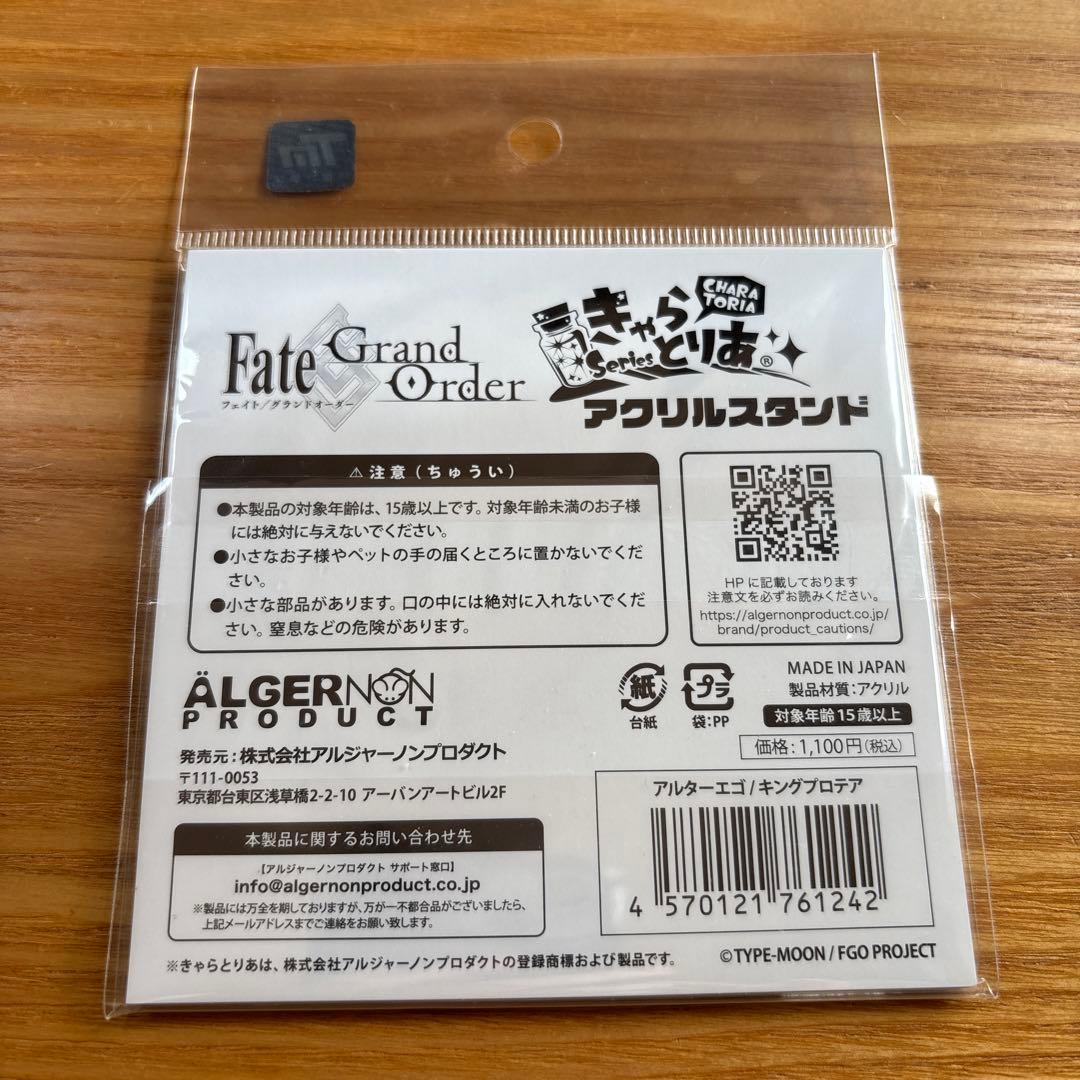 TM
Fate Grand Order
フェイト/グランドオーダー
CHARA TORIA
きゃらとりあ®
Series
アクリルスタンド
⚠注意(ちゅうい)
●本製品の対象年齢は、15歳以上です。対象年齢未満のお子様
には絶対に与えないでください。
●小さなお子様やペットの手の届くところに置かないでくだ
さい。
●小さな部品があります。口の中には絶対に入れないでくだ
さい。窒息などの危険があります。
HPに記載しております
注意文を必ずお読みください。
https://algernonproduct.co.jp/
brand/product_cautions/
ÄLGERNON
PRODUCT
紙
台紙
プラ
袋:PP
MADE IN JAPAN
製品材質:アクリル
対象年齢15歳以上
価格:1,100円(税込)
発売元:株式会社アルジャーノンプロダクト
〒111-0053
東京都台東区浅草橋2-2-10 アーバンアートビル2F
本製品に関するお問い合わせ先
【アルジャーノンプロダクト サポート窓口】
info@algernonproduct.co.jp
※製品には万全を期しておりますが、万が一不都合品がございましたら、
上記メールアドレスまでご連絡をお願い致します。
アルターエゴ/キングプロテア
4 570121 761242
※きゃらとりあは、株式会社アルジャーノンプロダクトの登録商標および製品です。
©TYPE-MOON / FGO PROJECT